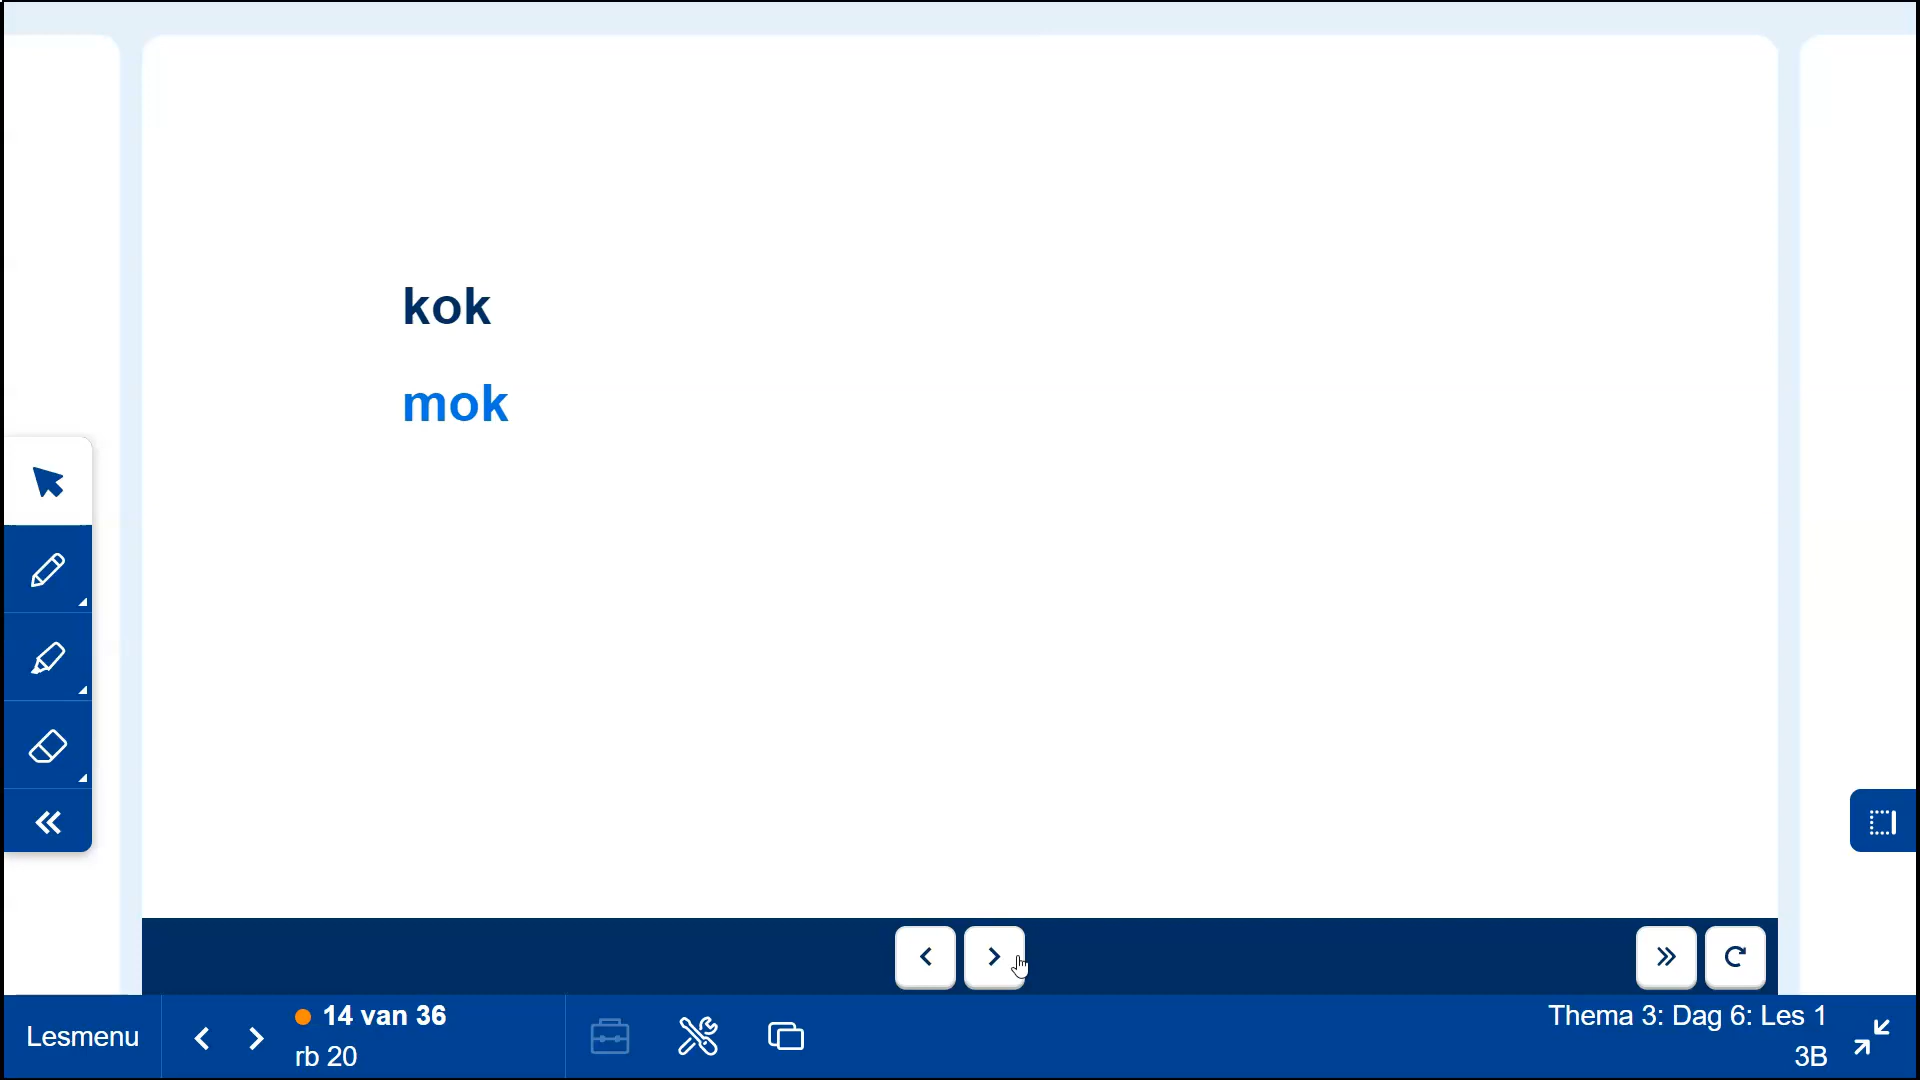 kok
mok
Lesmenu
14 van 36
rb 20
Thema 3: Dag 6: Les 1
3B